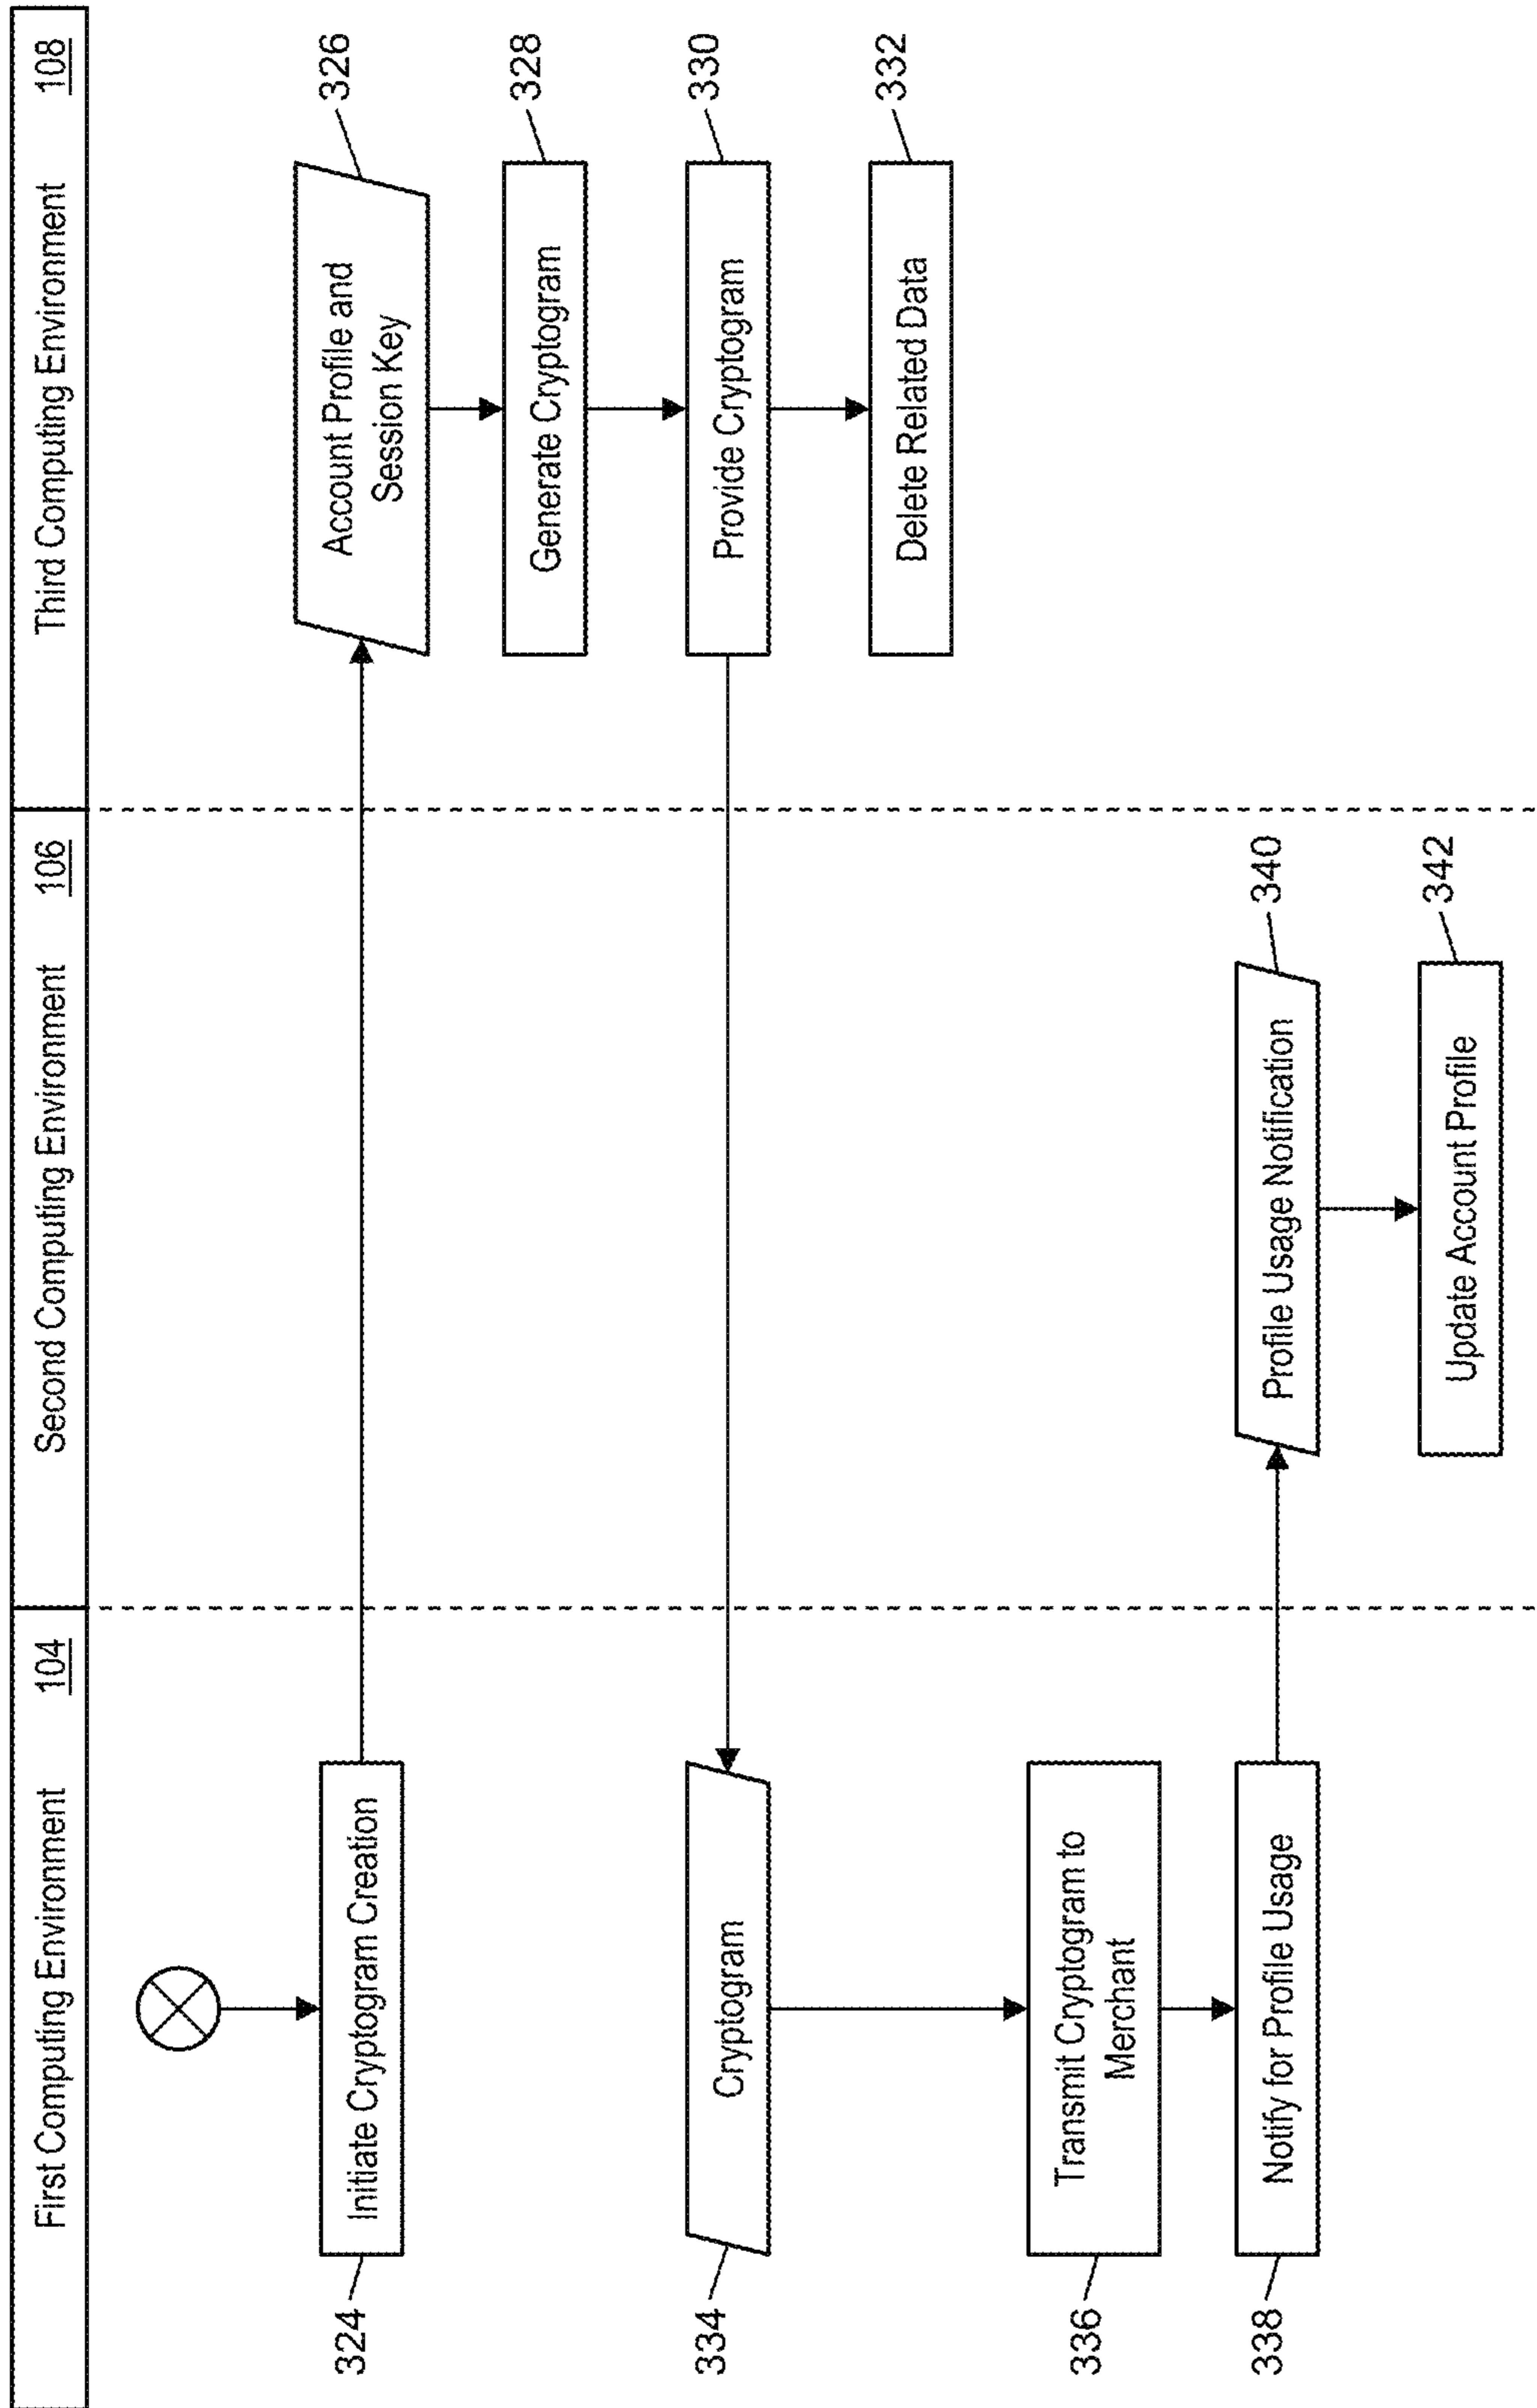 First Computing Environment 104
Second Computing Environment 106
Third Computing Environment 108
Initiate Cryptogram Creation
324
Account Profile and
Session Key
326
Generate Cryptogram
328
Provide Cryptogram
330
Delete Related Data
332
Cryptogram
334
Transmit Cryptogram to
Merchant
336
Notify for Profile Usage
338
Profile Usage Notification
340
Update Account Profile
342